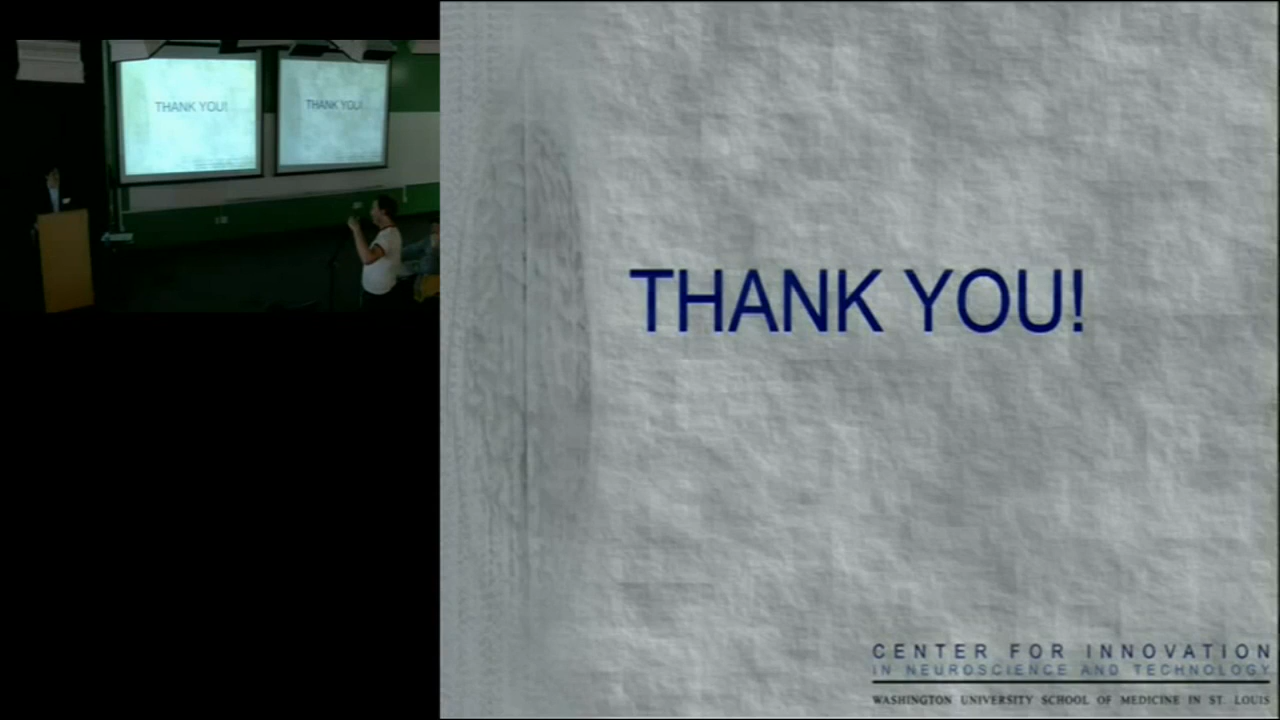 THANK YOU!
THANK YOU!
THANK YOU!
CENTER FOR INNOVATION
IN NEUROSCIENCE AND TECHNOLOGY
WASHINGTON UNIVERSITY SCHOOL OF MEDICINE IN ST. LOUIS